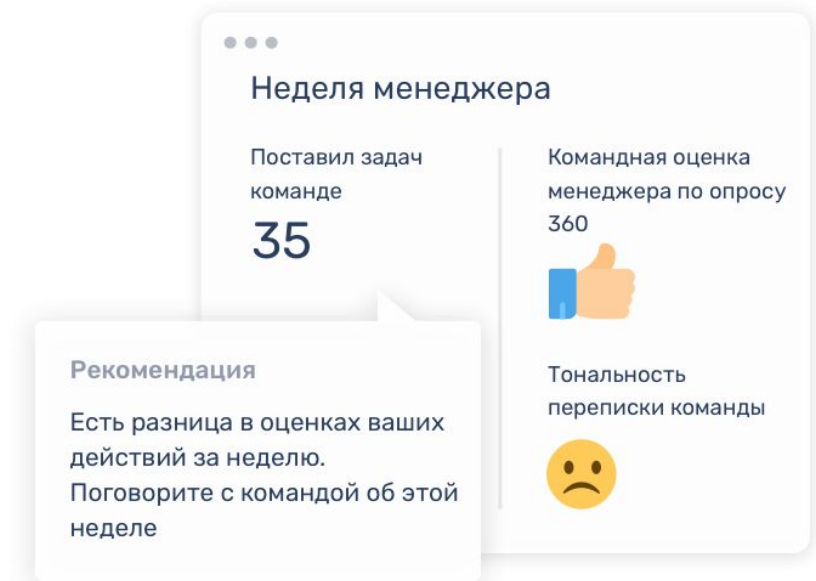 Неделя менеджера
Поставил задач
команде
35
Командная оценка
менеджера по опросу
360
Тональность
переписки команды
Рекомендация
Есть разница в оценках ваших
действий за неделю.
Поговорите с командой об этой
неделе